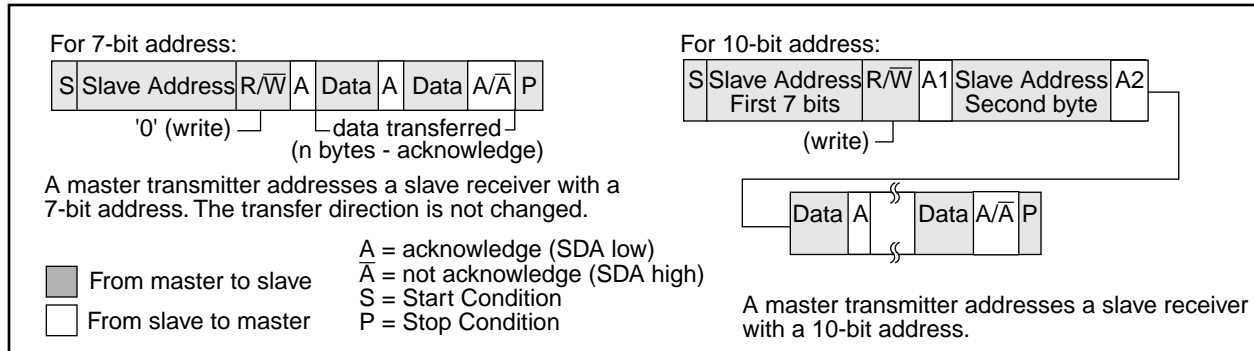 For 7-bit address:
S Slave Address R/W̅ A Data A Data A/A̅ P
'0' (write)
data transferred
(n bytes - acknowledge)
A master transmitter addresses a slave receiver with a
7-bit address. The transfer direction is not changed.
From master to slave
From slave to master
A = acknowledge (SDA low)
A̅ = not acknowledge (SDA high)
S = Start Condition
P = Stop Condition
For 10-bit address:
S Slave Address First 7 bits R/W̅ A1 Slave Address Second byte A2
(write)
Data A Data A/A̅ P
A master transmitter addresses a slave receiver
with a 10-bit address.